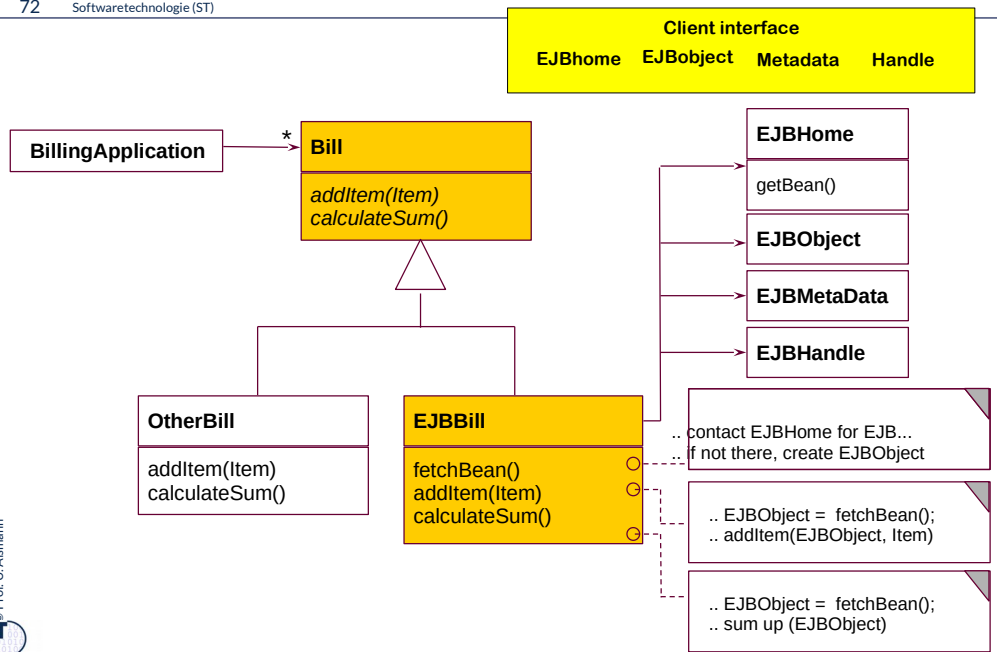 72 Softwaretechnologie (ST)
Client interface
EJBhome EJBobject Metadata Handle
BillingApplication
*
Bill
addItem(Item)
calculateSum()
EJBHome
getBean()
EJBObject
EJBMetaData
EJBHandle
OtherBill
addItem(Item)
calculateSum()
EJBBill
fetchBean()
addItem(Item)
calculateSum()
.. contact EJBHome for EJB...
.. if not there, create EJBObject
.. EJBObject = fetchBean();
.. addItem(EJBObject, Item)
.. EJBObject = fetchBean();
.. sum up (EJBObject)
Prof. U. Aßmann